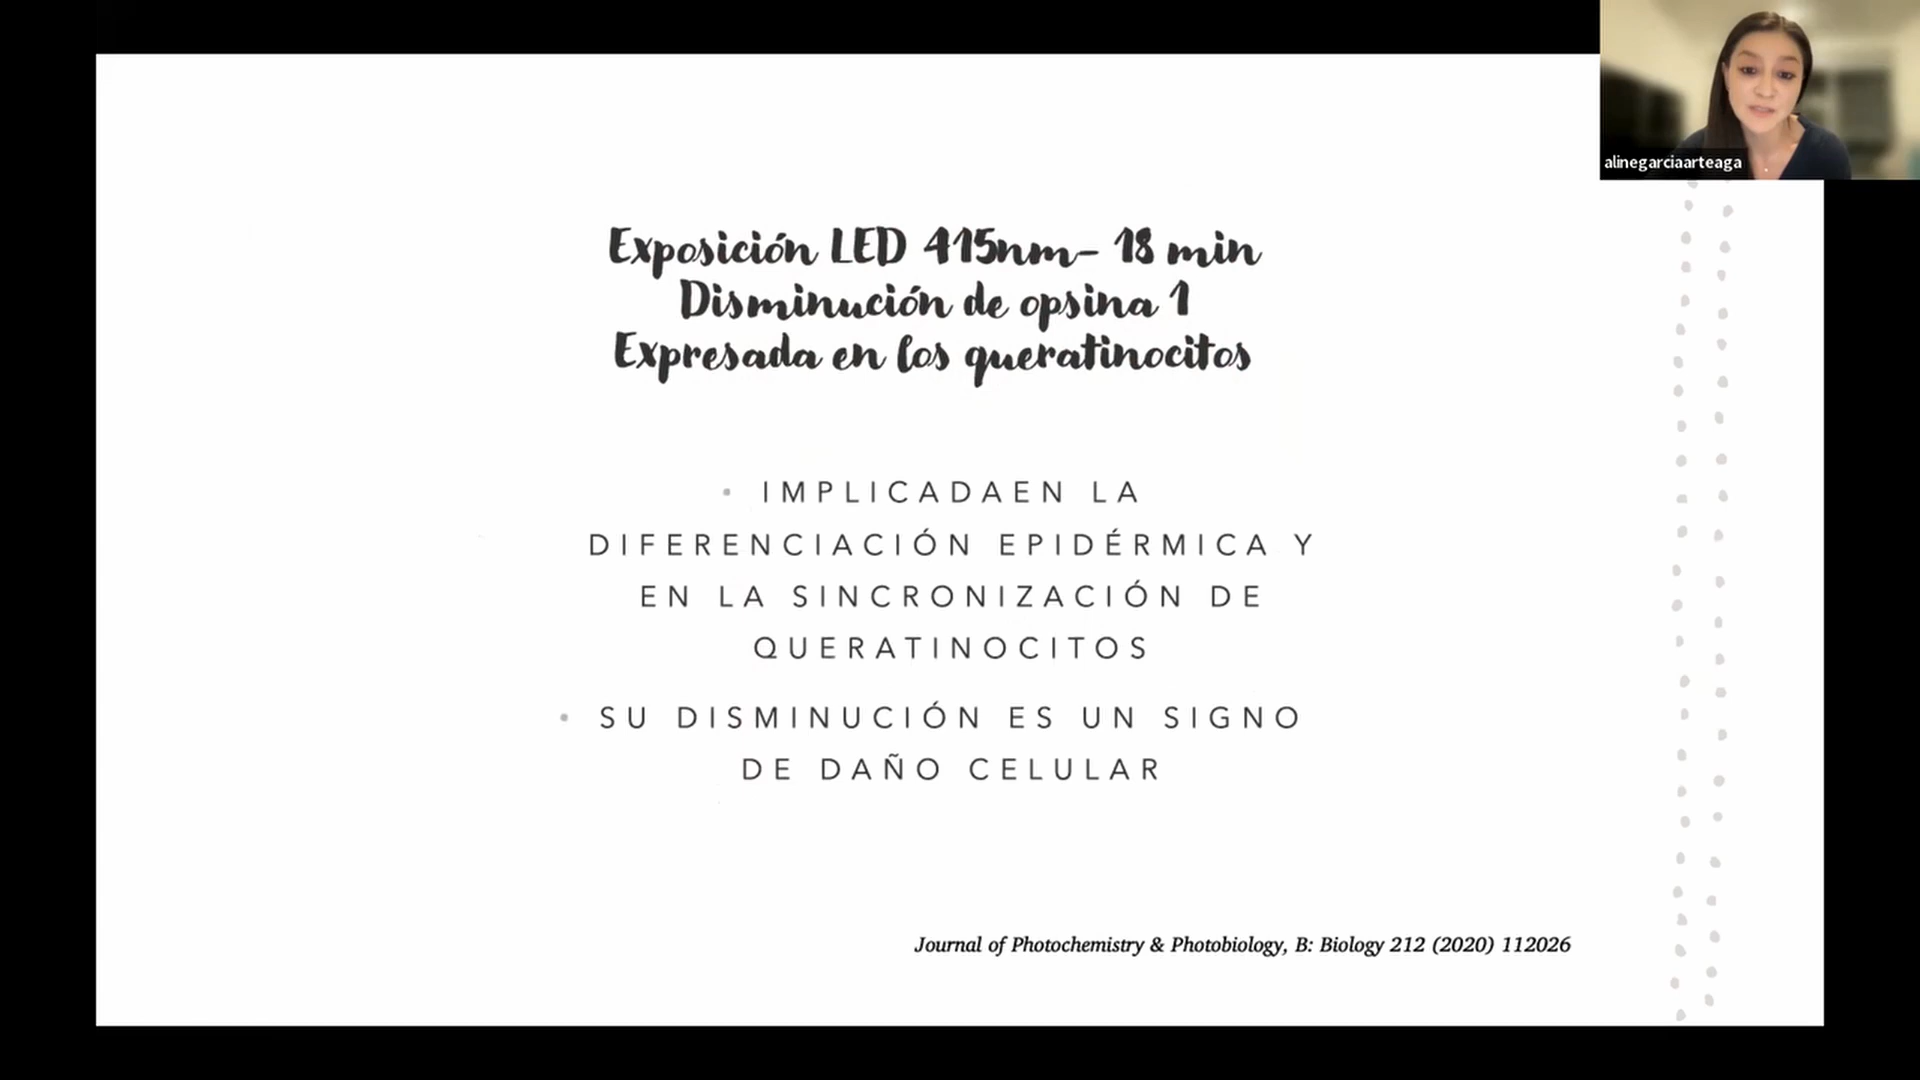 alinegarciaarteaga
Exposición LED 415nm- 18 min
Disminución de opsina 1
Expresada en los queratinocitos
• IMPLICADAEN LA
DIFERENCIACIÓN EPIDÉRMICA Y
EN LA SINCRONIZACIÓN DE
QUERATINOCITOS
• SU DISMINUCIÓN ES UN SIGNO
DE DAÑO CELULAR
Journal of Photochemistry & Photobiology, B: Biology 212 (2020) 112026